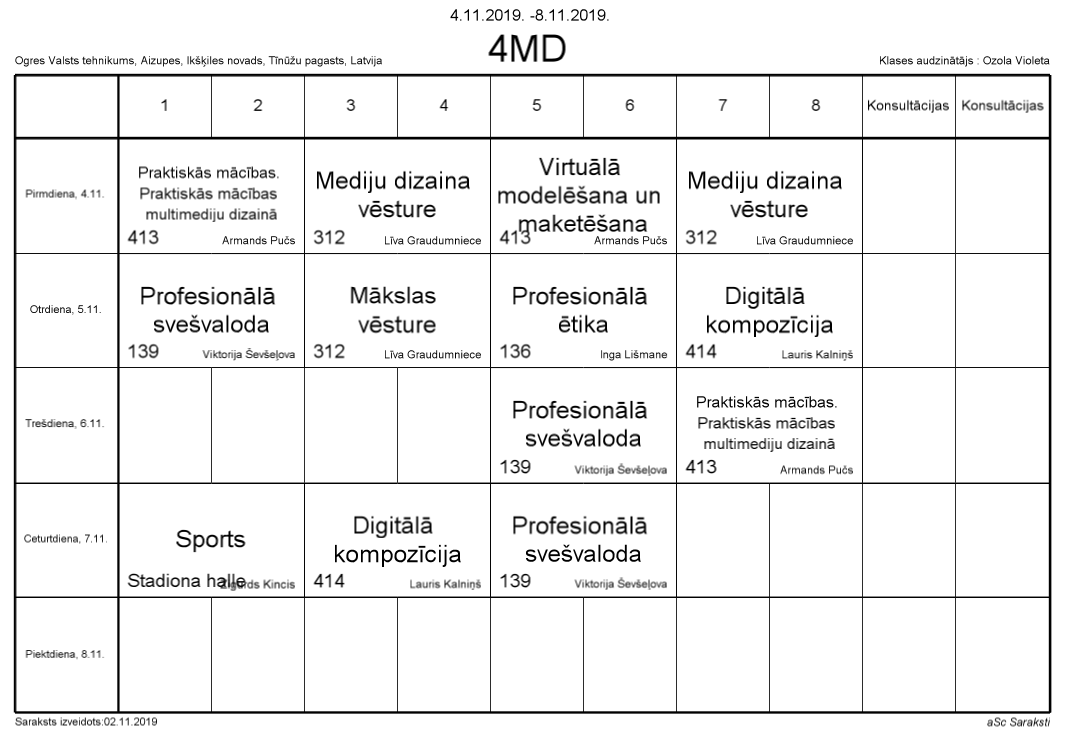 4.11.2019. -8.11.2019.
4MD
Ogres Valsts tehnikums, Aizupes, Ikšķiles novads, Tīnūžu pagasts, Latvija
Klases audzinātājs : Ozola Violeta
1 2 3 4 5 6 7 8 Konsultācijas Konsultācijas
Pirmdiena, 4.11.
Praktiskās mācības.
Praktiskās mācības
multimediju dizainā
413 Armands Pučs
Mediju dizaina
vēsture
312 Līva Graudumniece
Virtuālā
modelēšana un
maketēšana
413 Armands Pučs
Mediju dizaina
vēsture
312 Līva Graudumniece
Otrdiena, 5.11.
Profesionālā
svešvaloda
139 Viktorija Ševšeļova
Mākslas
vēsture
312 Līva Graudumniece
Profesionālā
ētika
136 Inga Lišmane
Digitālā
kompozīcija
414 Lauris Kalniņš
Trešdiena, 6.11.
Profesionālā
svešvaloda
139 Viktorija Ševšeļova
Praktiskās mācības.
Praktiskās mācības
multimediju dizainā
413 Armands Pučs
Ceturtdiena, 7.11.
Sports
Stadiona halle Zigurds Kincis
Digitālā
kompozīcija
414 Lauris Kalniņš
Profesionālā
svešvaloda
139 Viktorija Ševšeļova
Piektdiena, 8.11.
Saraksts izveidots:02.11.2019
aSc Saraksti